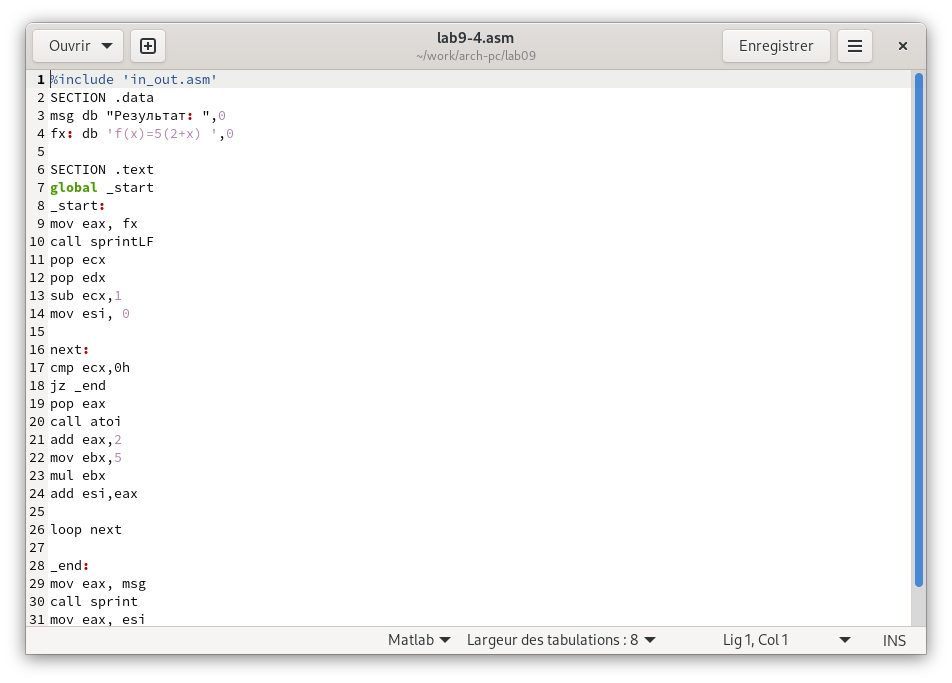 Ouvrir
lab9-4.asm
~/work/arch-pc/lab09
Enregistrer
1 %include 'in_out.asm'
2 SECTION .data
3 msg db "Результат: ",0
4 fx: db 'f(x)=5(2+x) ',0
5
6 SECTION .text
7 global _start
8 _start:
9 mov eax, fx
10 call sprintLF
11 pop ecx
12 pop edx
13 sub ecx,1
14 mov esi, 0
15
16 next:
17 cmp ecx,0h
18 jz _end
19 pop eax
20 call atoi
21 add eax,2
22 mov ebx,5
23 mul ebx
24 add esi,eax
25
26 loop next
27
28 _end:
29 mov eax, msg
30 call sprint
31 mov eax, esi
Matlab Largeur des tabulations : 8 Lig 1, Col 1 INS